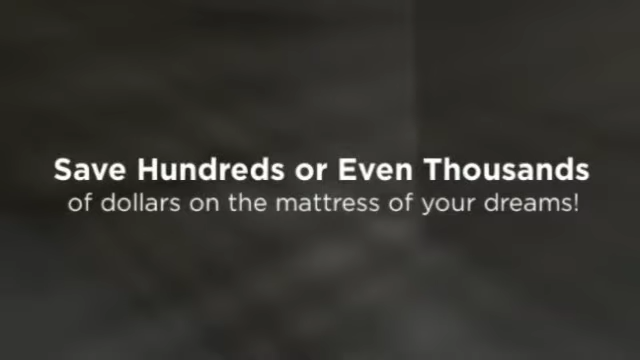 Save Hundreds or Even Thousands
of dollars on the mattress of your dreams!